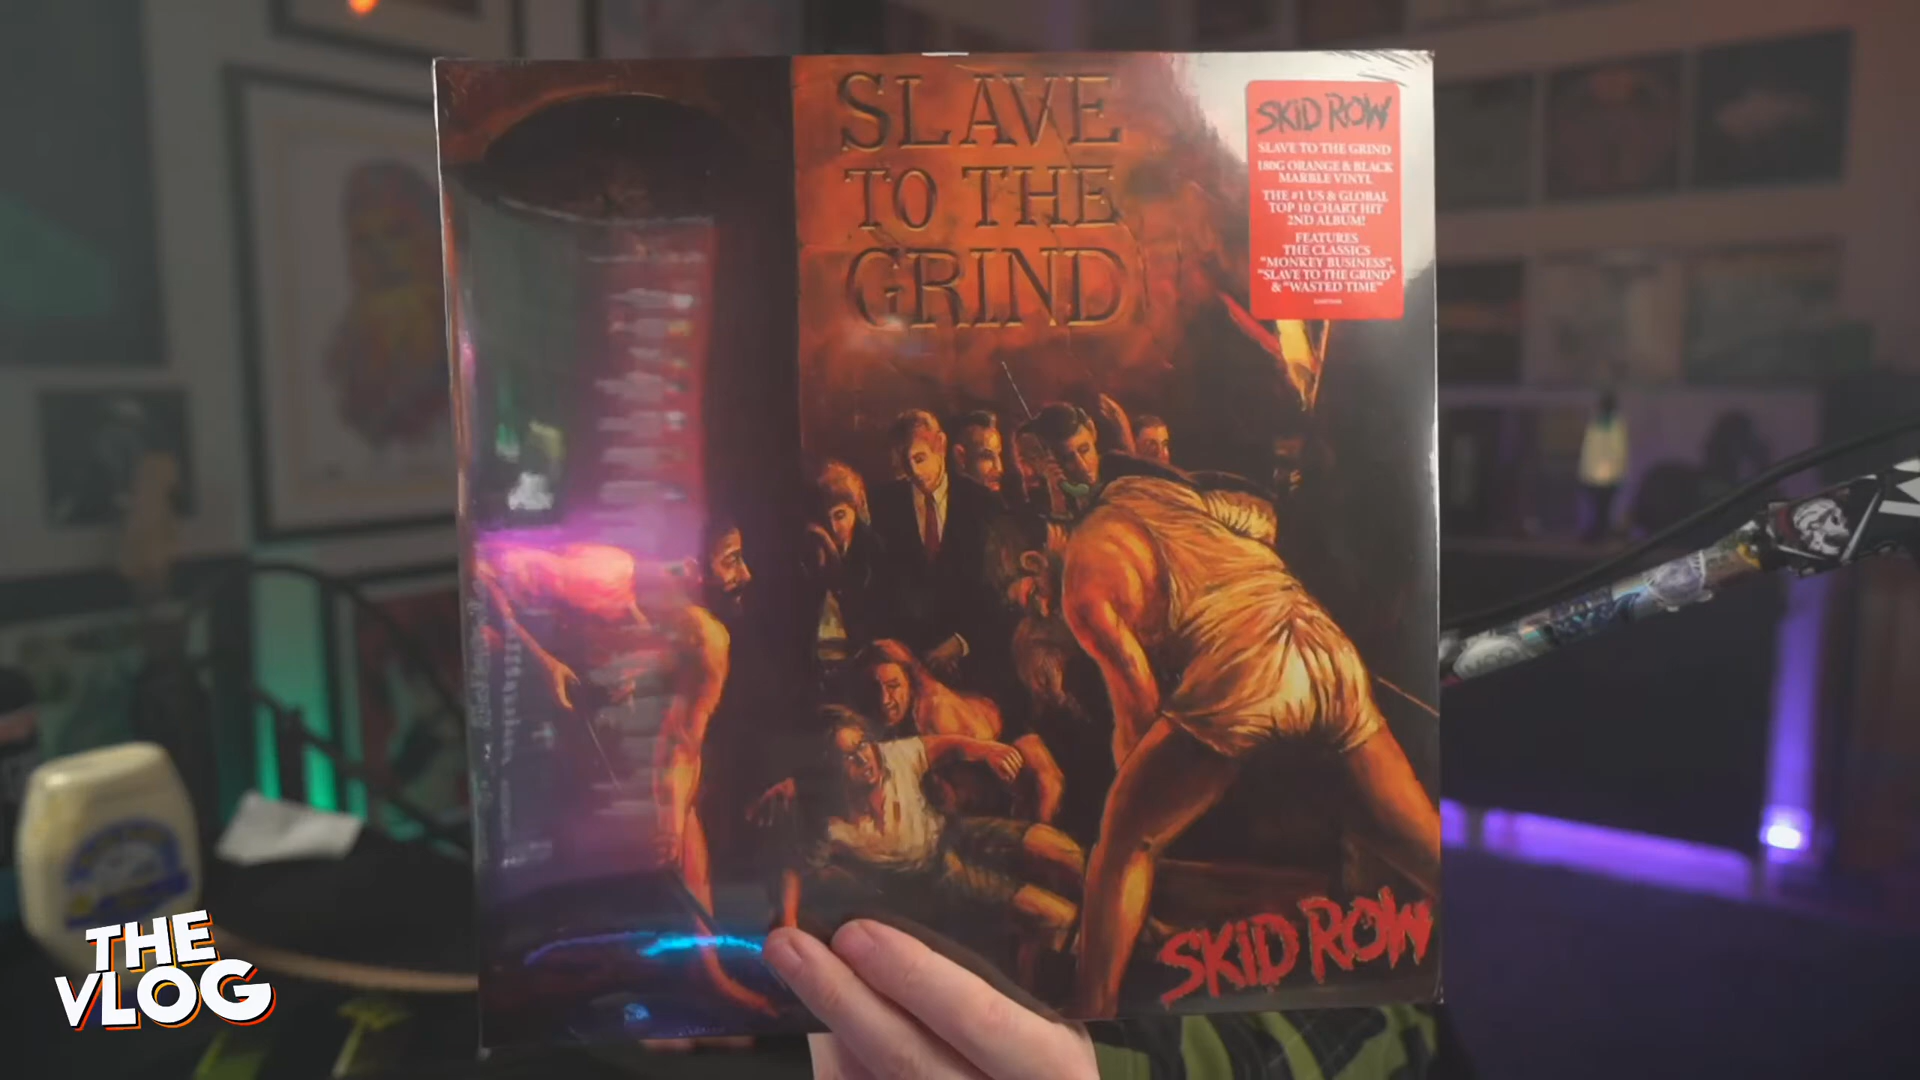 SLAVE
TO THE
GRIND
SKID ROW
SLAVE TO THE GRIND
180G ORANGE & BLACK
MARBLE VINYL
THE #1 US & GLOBAL
TOP 10 CHART HIT
2ND ALBUM!
FEATURES
THE CLASSICS
"MONKEY BUSINESS",
"SLAVE TO THE GRIND"
& "WASTED TIME"
SKID ROW
THE
VLOG